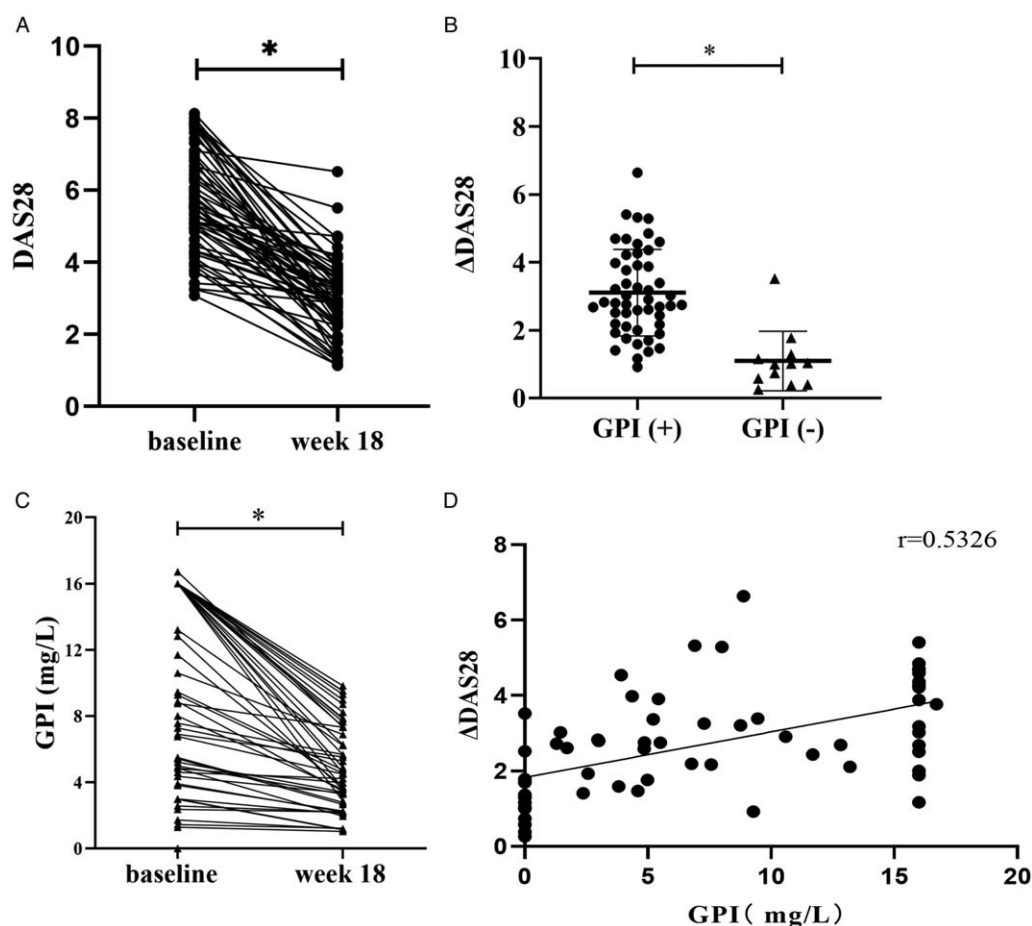 A
*
10
8
6
4
2
0
DAS28
baseline
week 18
B
*
10
8
6
4
2
0
ΔDAS28
GPI (+)
GPI (-)
C
*
20
16
12
8
4
0
GPI (mg/L)
baseline
week 18
D
r=0.5326
8
6
4
2
0
ΔDAS28
0
5
10
15
20
GPI( mg/L)